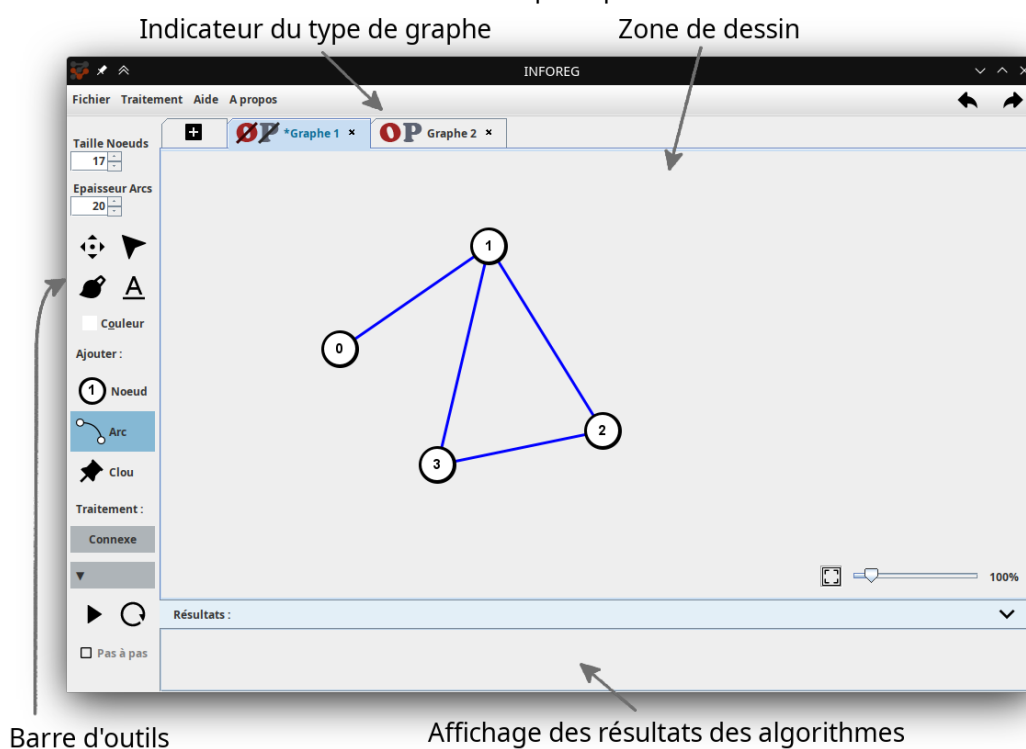 Indicateur du type de graphe
Zone de dessin
INFOREG
Fichier Traitement Aide A propos
*Graphe 1 ×
OP Graphe 2 ×
Taille Noeuds
17
Epaisseur Arcs
20
A
Couleur
Ajouter :
1 Noeud
Arc
Clou
Traitement :
Connexe
Pas à pas
1
0
2
3
100%
Résultats :
Barre d'outils
Affichage des résultats des algorithmes